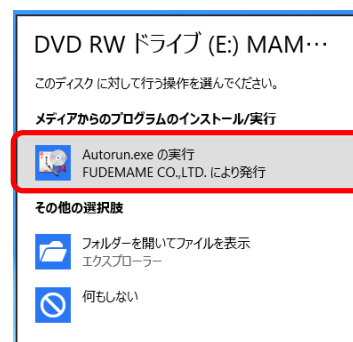 DVD RW ドライブ (E:) MAM…
このディスク に対して行う操作を選んでください。
メディアからのプログラムのインストール/実行
Autorun.exe の実行
FUDEMAME CO.,LTD. により発行
その他の選択肢
フォルダーを開いてファイルを表示
エクスプローラー
何もしない